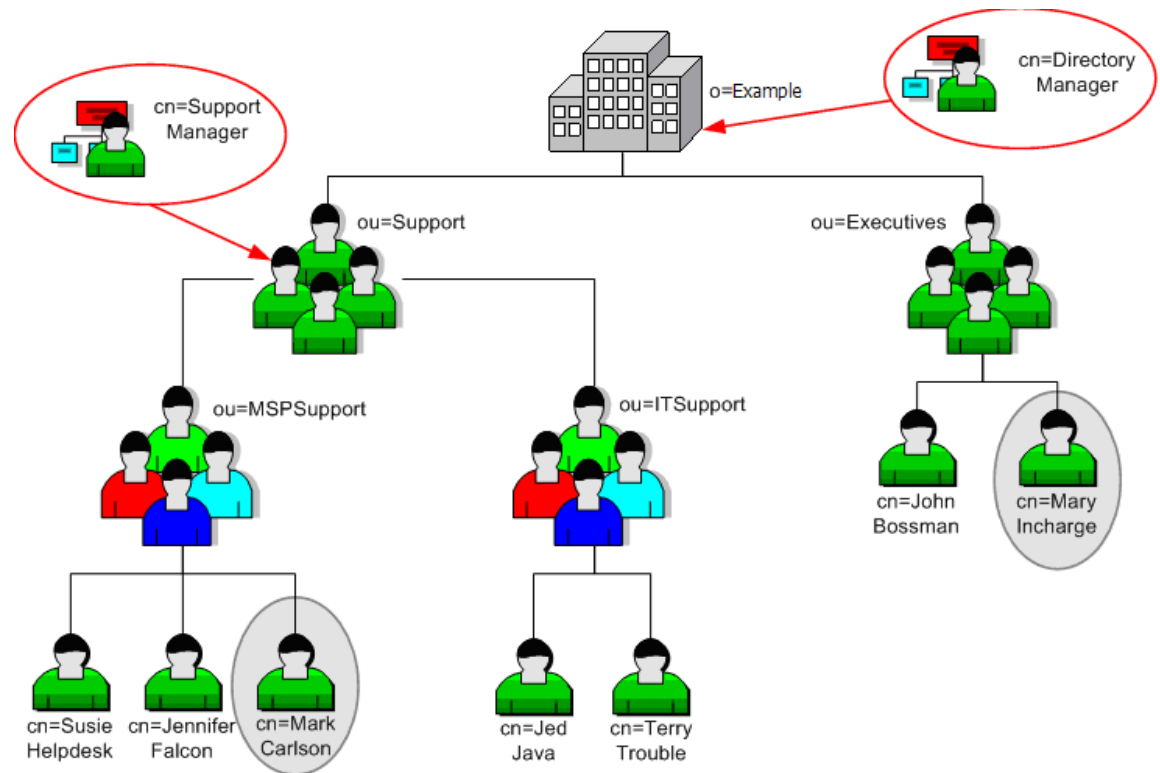 cn=Support
Manager
o=Example
cn=Directory
Manager
ou=Support
ou=Executives
ou=MSPSupport
ou=ITSupport
cn=John
Bossman
cn=Mary
Incharge
cn=Susie
Helpdesk
cn=Jennifer
Falcon
cn=Mark
Carlson
cn=Jed
Java
cn=Terry
Trouble